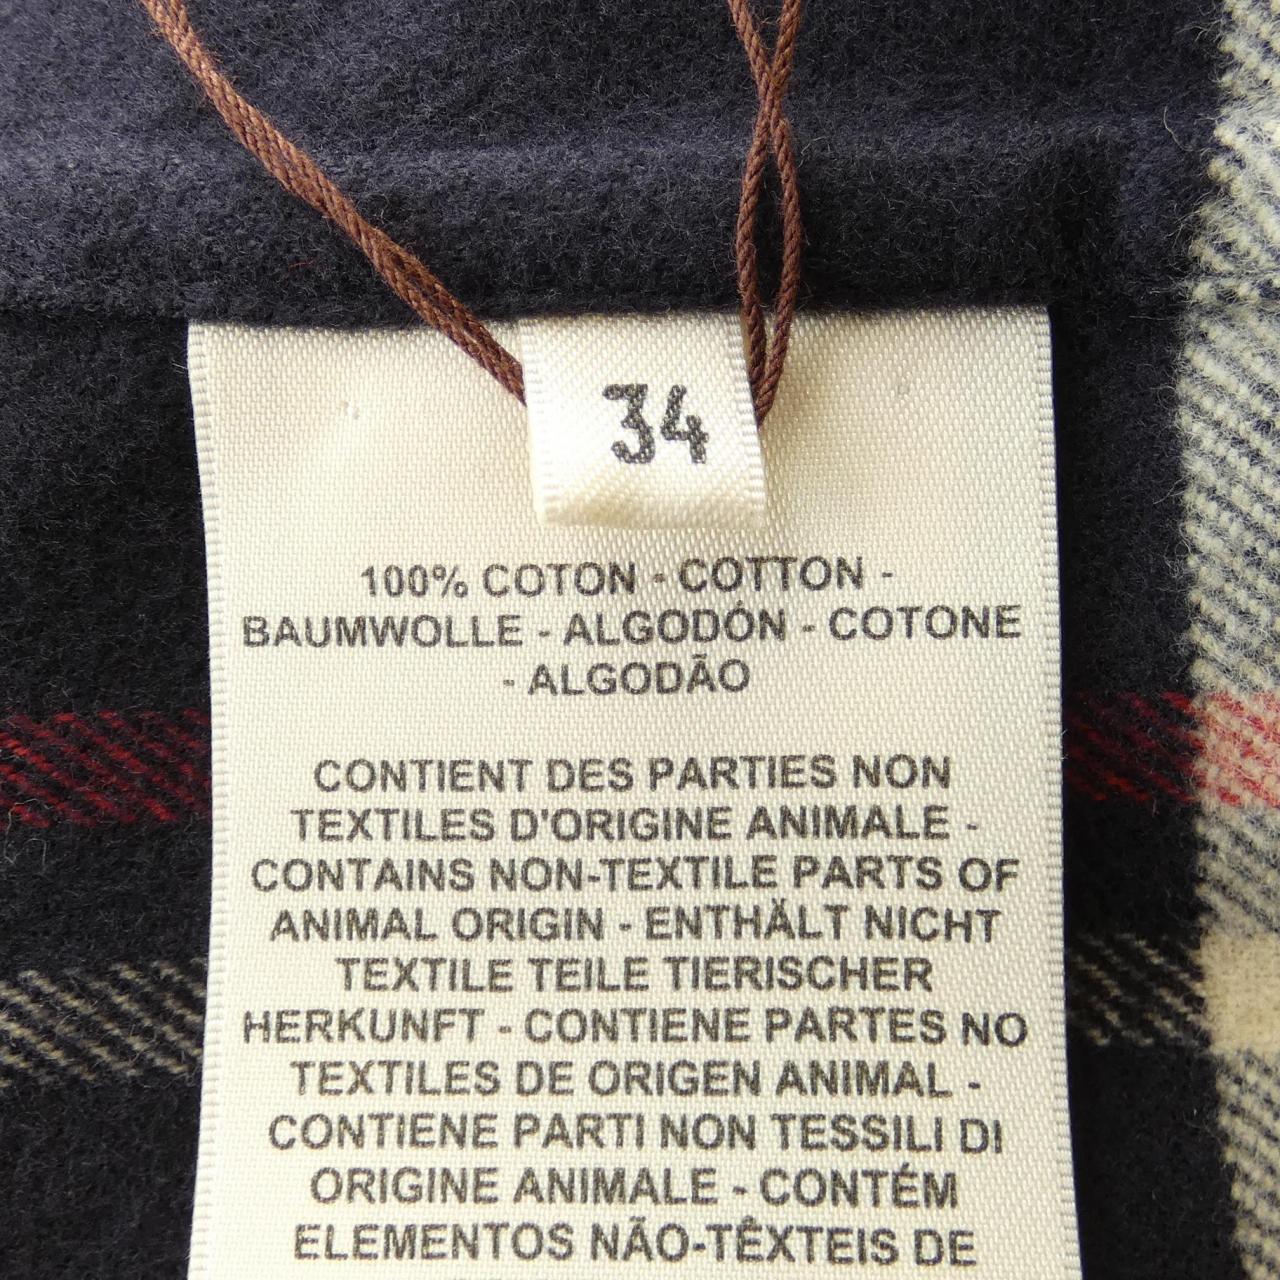 34
100% COTON - COTTON -
BAUMWOLLE - ALGODÓN - COTONE
- ALGODÃO
CONTIENT DES PARTIES NON
TEXTILES D'ORIGINE ANIMALE -
CONTAINS NON-TEXTILE PARTS OF
ANIMAL ORIGIN - ENTHÄLT NICHT
TEXTILE TEILE TIERISCHER
HERKUNFT - CONTIENE PARTES NO
TEXTILES DE ORIGEN ANIMAL -
CONTIENE PARTI NON TESSILI DI
ORIGINE ANIMALE - CONTÉM
ELEMENTOS NÃO-TÊXTEIS DE